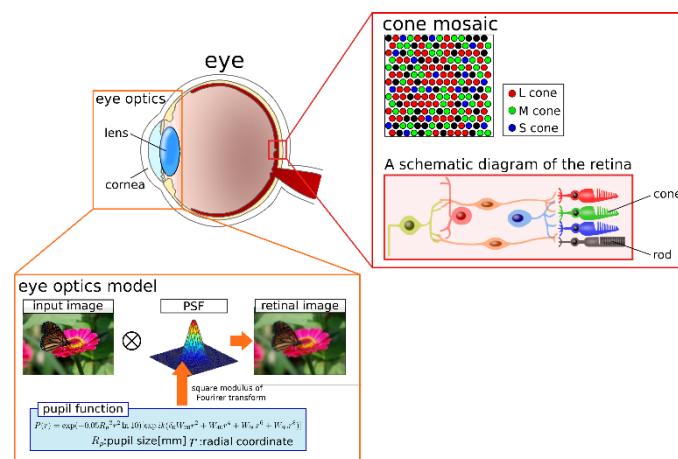 cone mosaic
eye
L cone
M cone
S cone
eye optics
lens
cornea
A schematic diagram of the retina
cone
rod
eye optics model
input image
PSF
retinal image
square modulus of
Fourirer transform
pupil function
R_p:pupil size[mm] r :radial coordinate